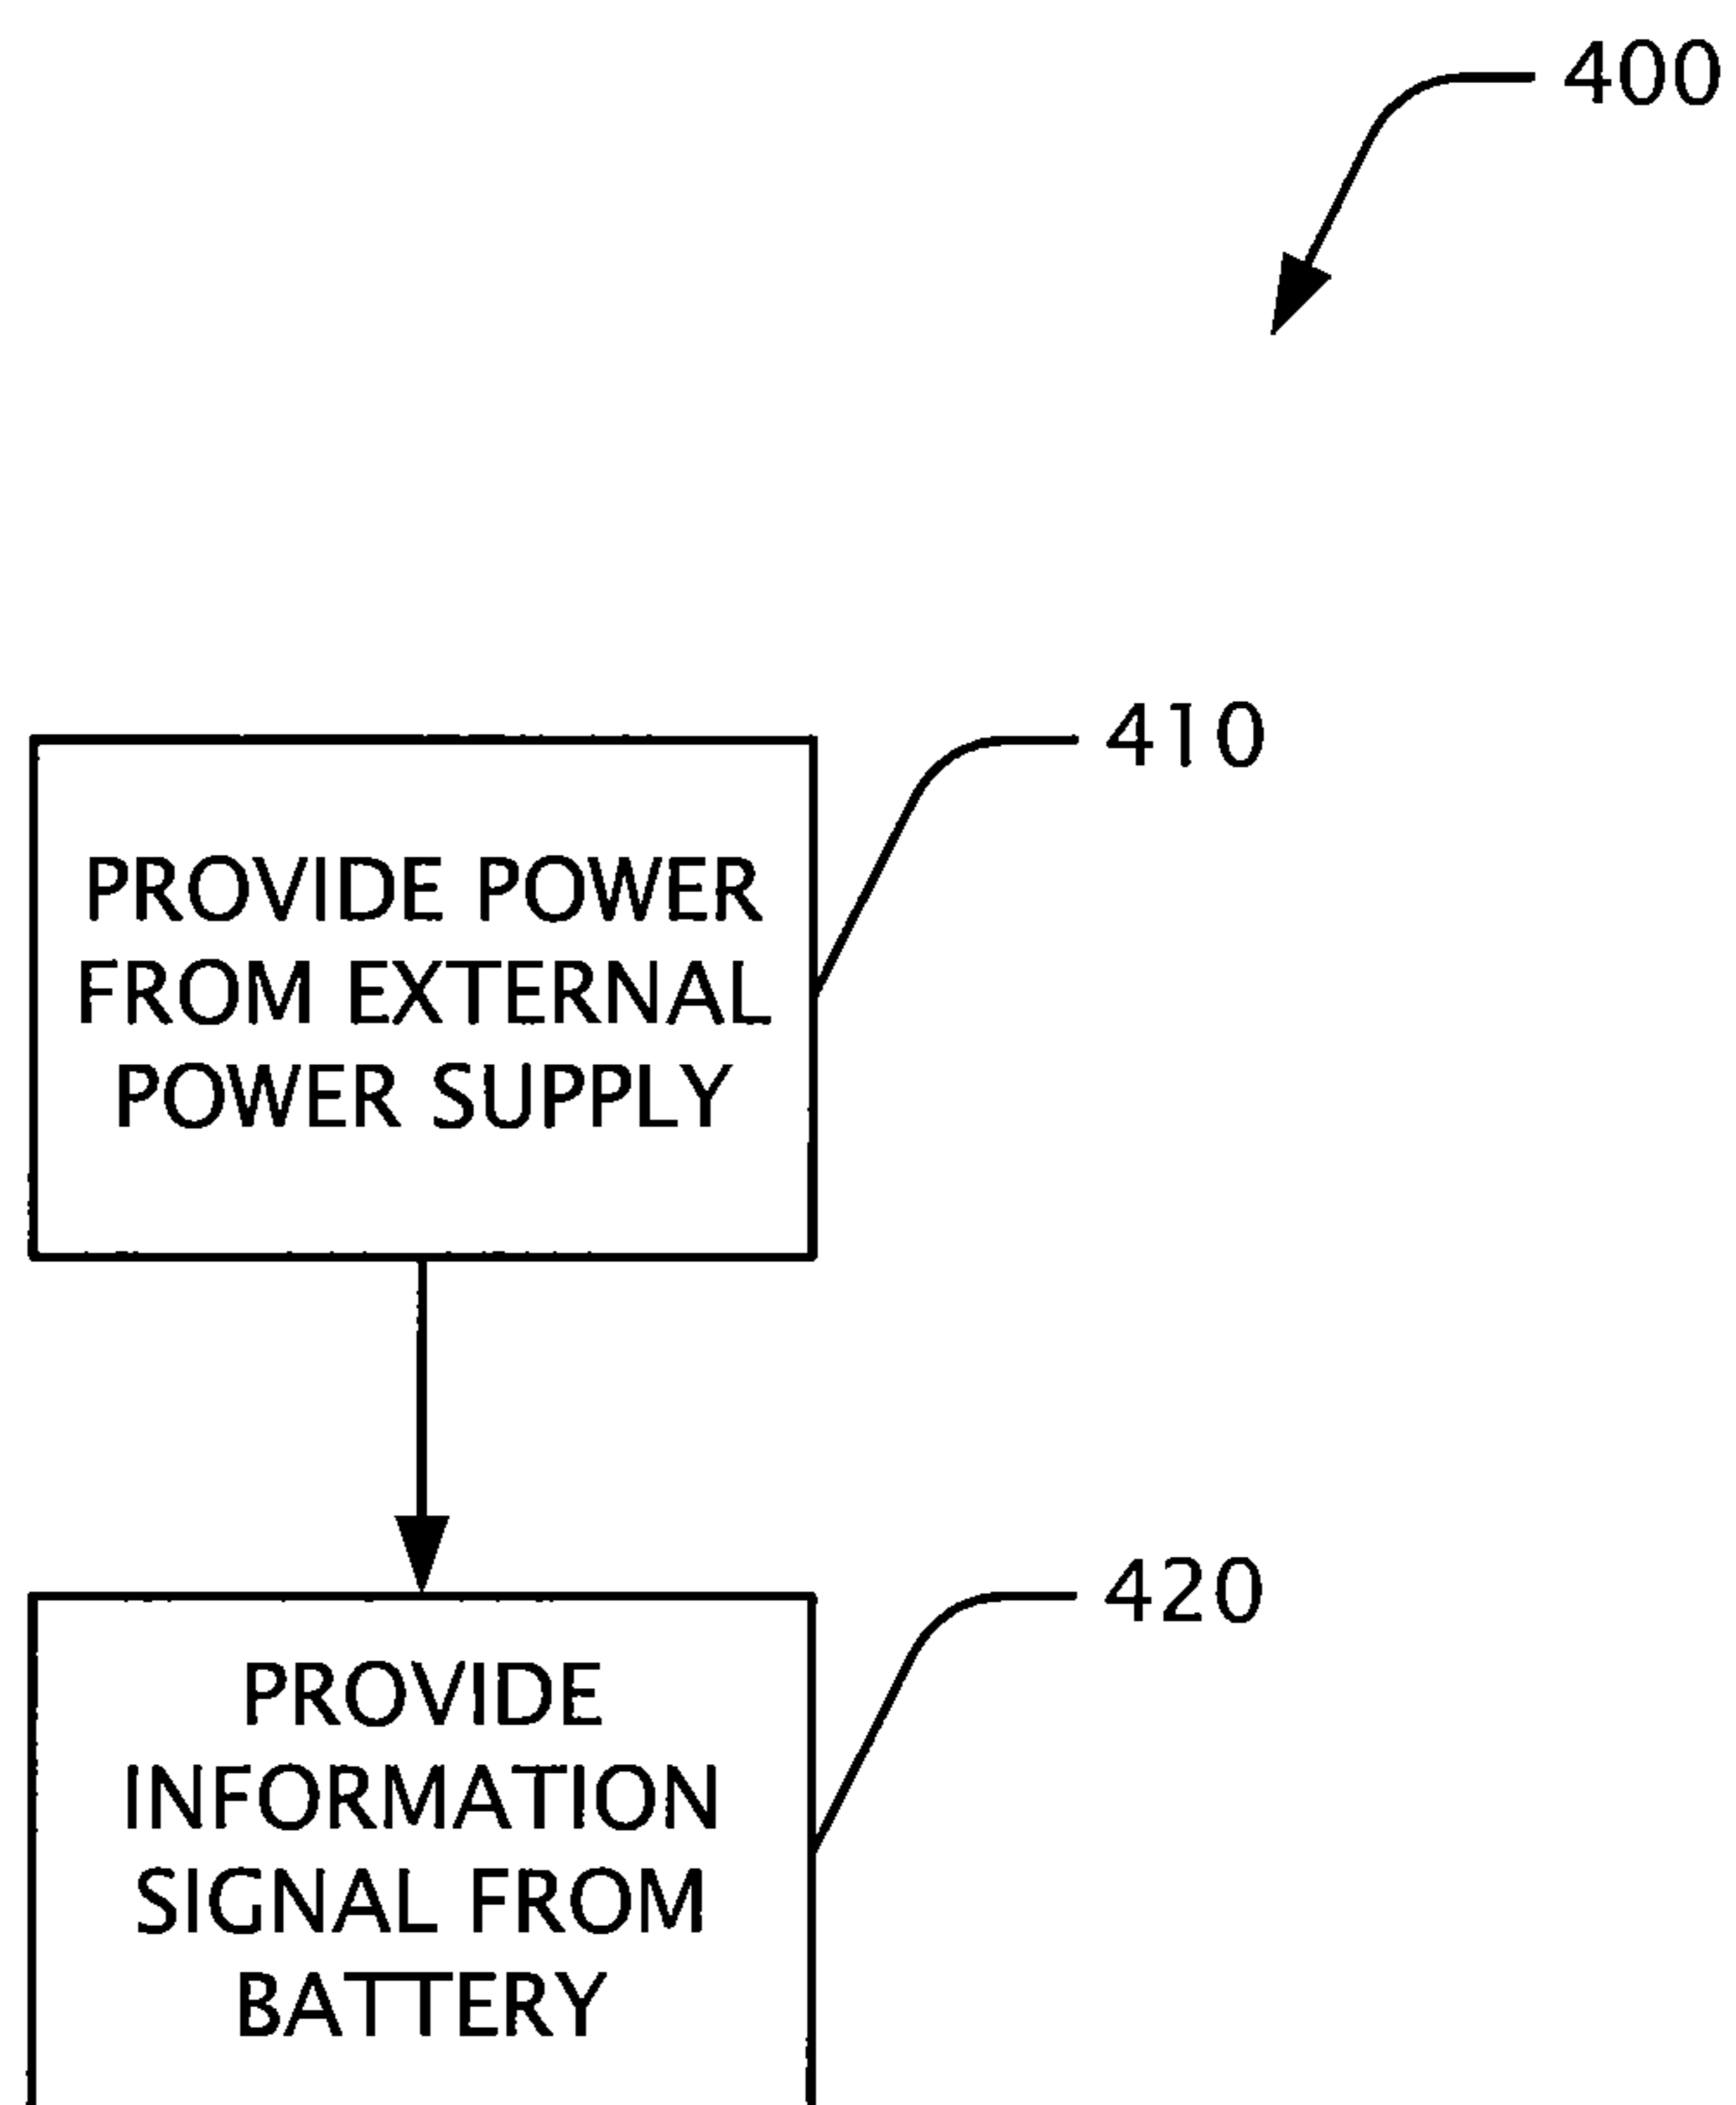 400
410
PROVIDE POWER
FROM EXTERNAL
POWER SUPPLY
420
PROVIDE
INFORMATION
SIGNAL FROM
BATTERY